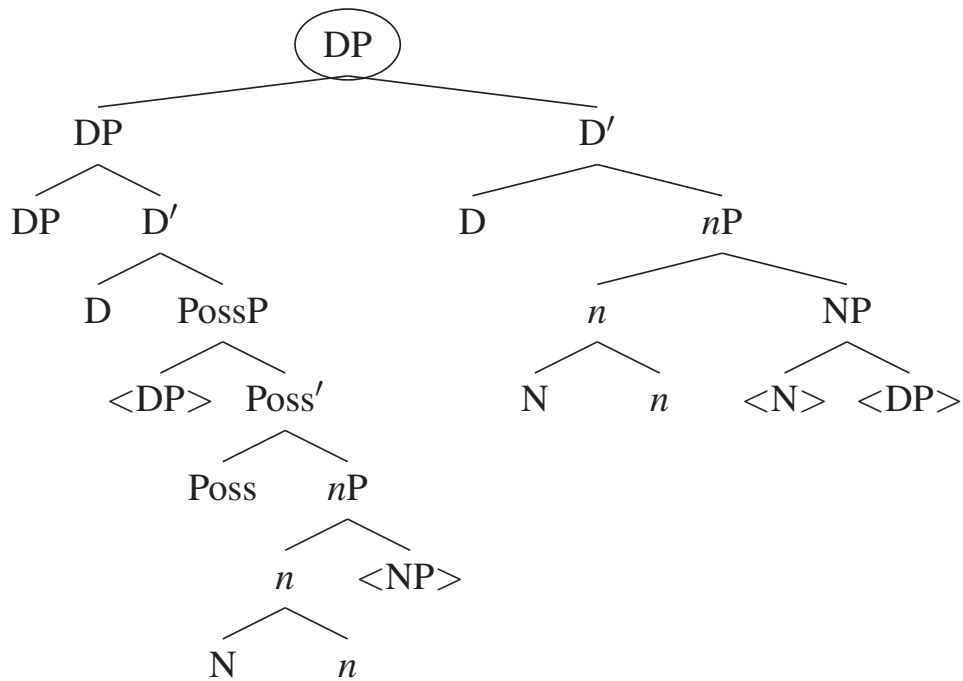 DP
DP D′
DP D′ D nP
D PossP n NP
<DP> Poss′ N n <N> <DP>
Poss nP
n <NP>
N n